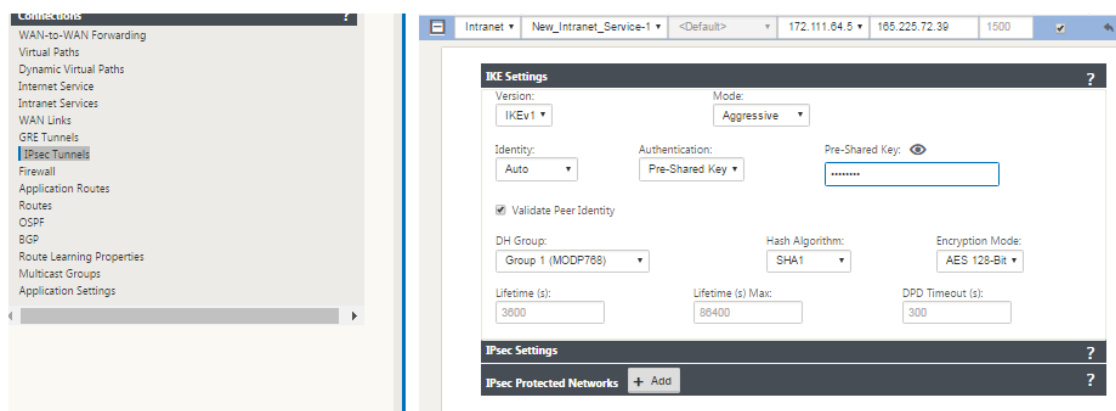 Connections ?
WAN-to-WAN Forwarding
Virtual Paths
Dynamic Virtual Paths
Internet Service
Intranet Services
WAN Links
GRE Tunnels
IPsec Tunnels
Firewall
Application Routes
Routes
OSPF
BGP
Route Learning Properties
Multicast Groups
Application Settings
Intranet New_Intranet_Service-1 <Default> 172.111.64.5 165.225.72.39 1500
IKE Settings ?
Version: Mode:
IKEv1 Aggressive
Identity: Authentication: Pre-Shared Key:
Auto Pre-Shared Key ••••••••
Validate Peer Identity
DH Group: Hash Algorithm: Encryption Mode:
Group 1 (MODP768) SHA1 AES 128-Bit
Lifetime (s): Lifetime (s) Max: DPD Timeout (s):
3600 86400 300
IPsec Settings ?
IPsec Protected Networks + Add ?